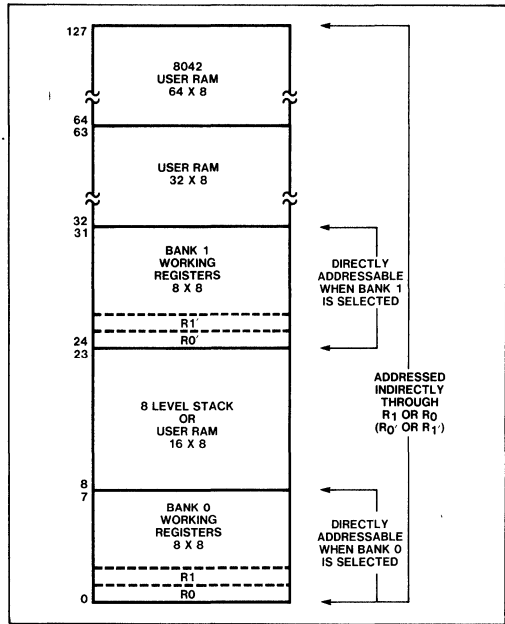 127
8042
USER RAM
64 X 8
64
63
USER RAM
32 X 8
32
31
BANK 1
WORKING
REGISTERS
8 X 8
DIRECTLY
ADDRESSABLE
WHEN BANK 1
IS SELECTED
R1′
R0′
24
23
8 LEVEL STACK
OR
USER RAM
16 X 8
ADDRESSED
INDIRECTLY
THROUGH
R1 OR R0
(R0′ OR R1′)
8
7
BANK 0
WORKING
REGISTERS
8 X 8
DIRECTLY
ADDRESSABLE
WHEN BANK 0
IS SELECTED
R1
R0
0